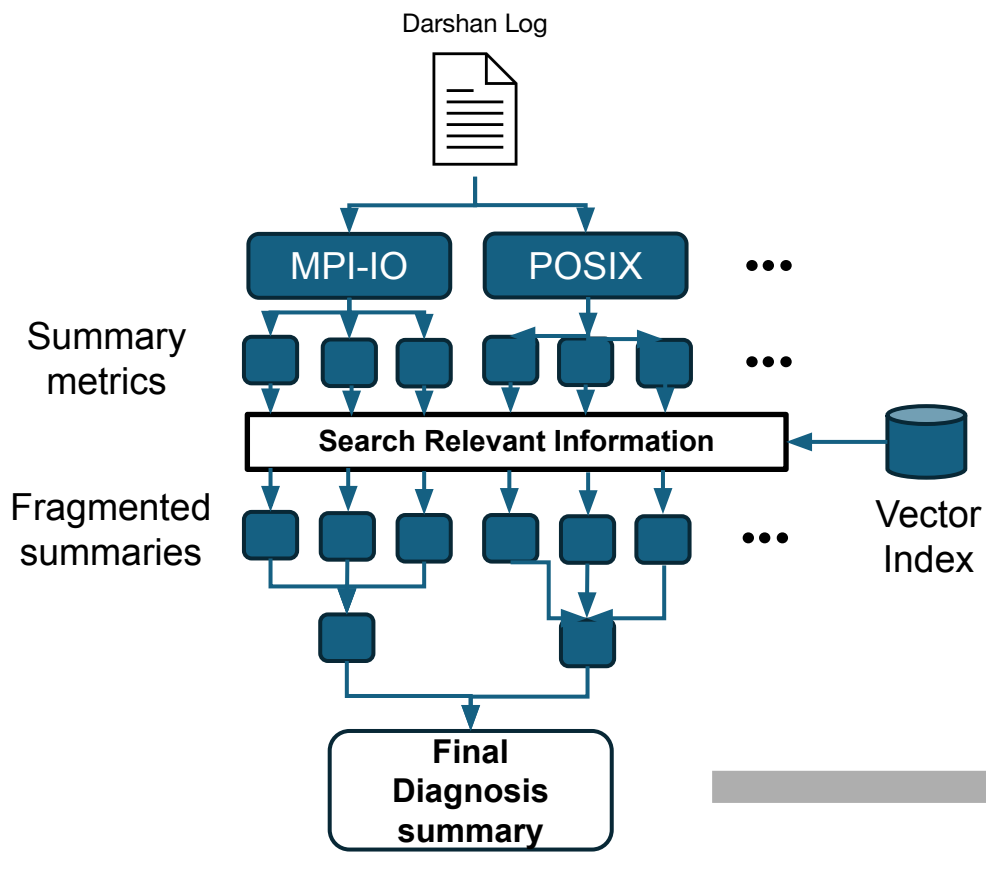 Darshan Log
MPI-IO
POSIX
•••
Summary
metrics
•••
Search Relevant Information
Fragmented
summaries
•••
Vector
Index
Final
Diagnosis
summary